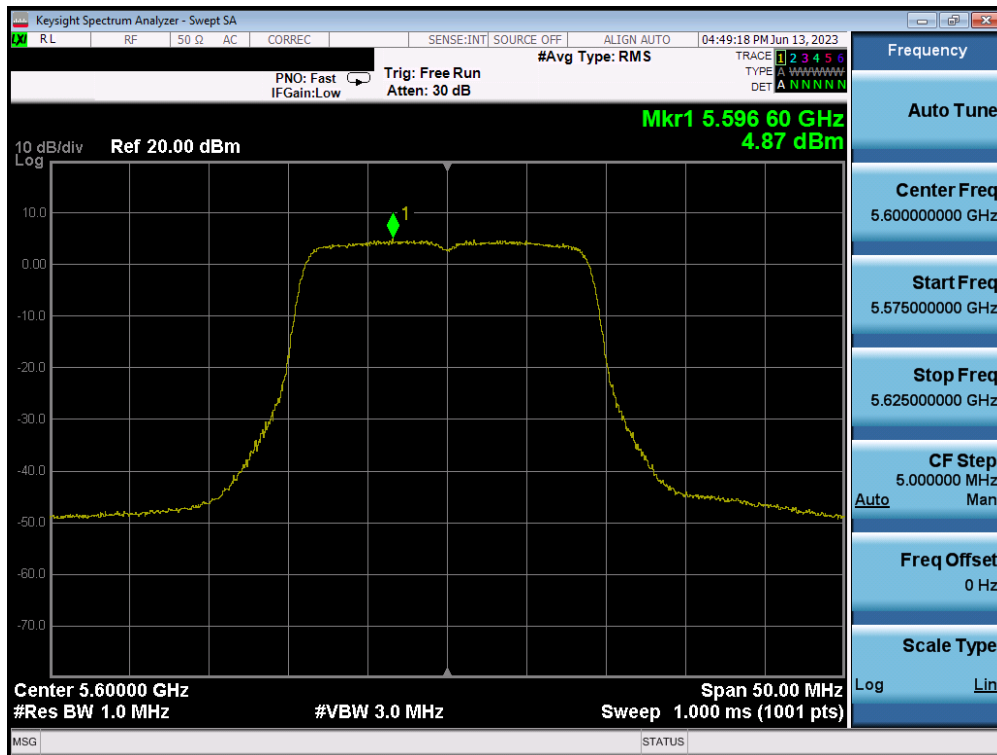 Keysight Spectrum Analyzer - Swept SA
LXI RL RF 50 Ω AC CORREC SENSE:INT SOURCE OFF ALIGN AUTO 04:49:18 PM Jun 13, 2023
Frequency
#Avg Type: RMS
TRACE 1 2 3 4 5 6
PNO: Fast
Trig: Free Run
TYPE A WWWWW
IFGain:Low
Atten: 30 dB
DET A N N N N N
Auto Tune
Mkr1 5.596 60 GHz
4.87 dBm
10 dB/div
Ref 20.00 dBm
Log
10.0
0.00
-10.0
-20.0
-30.0
-40.0
-50.0
-60.0
-70.0
1
Center Freq
5.600000000 GHz
Start Freq
5.575000000 GHz
Stop Freq
5.625000000 GHz
CF Step
5.000000 MHz
Auto Man
Freq Offset
0 Hz
Scale Type
Log Lin
Center 5.60000 GHz
Span 50.00 MHz
#Res BW 1.0 MHz
#VBW 3.0 MHz
Sweep 1.000 ms (1001 pts)
MSG
STATUS